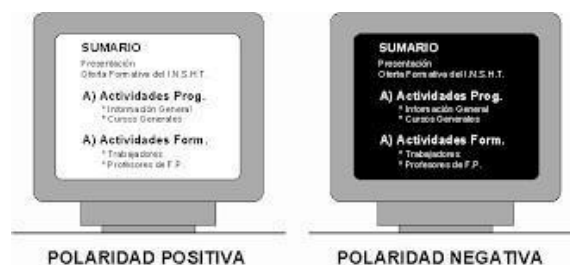 SUMARIO
Presentación
Oferta Formativa del I.N.S.H.T.
A) Actividades Prog.
* Información General
* Cursos Generales
A) Actividades Form.
* Trabajadores
* Profesores de F.P.
POLARIDAD POSITIVA
SUMARIO
Presentación
Oferta Formativa del I.N.S.H.T.
A) Actividades Prog.
* Información General
* Cursos Generales
A) Actividades Form.
* Trabajadores
* Profesores de F.P.
POLARIDAD NEGATIVA